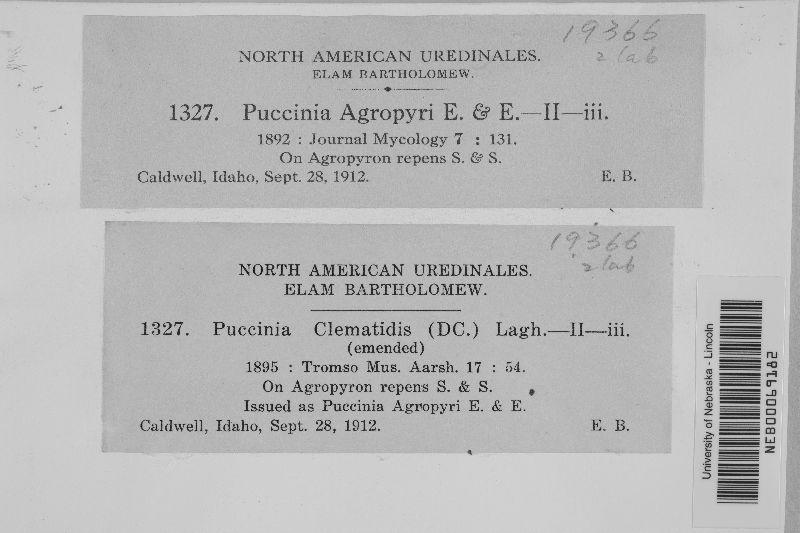 19366
2 lab
NORTH AMERICAN UREDINALES.
ELAM BARTHOLOMEW.
1327. Puccinia Agropyri E. & E.—II—iii.
1892 : Journal Mycology 7 : 131.
On Agropyron repens S. & S.
Caldwell, Idaho, Sept. 28, 1912. E. B.
19366
2 lab
NORTH AMERICAN UREDINALES.
ELAM BARTHOLOMEW.
1327. Puccinia Clematidis (DC.) Lagh.—II—iii.
(emended)
1895 : Tromso Mus. Aarsh. 17 : 54.
On Agropyron repens S. & S.
Issued as Puccinia Agropyri E. & E.
Caldwell, Idaho, Sept. 28, 1912. E. B.
University of Nebraska - Lincoln
NEB00069182